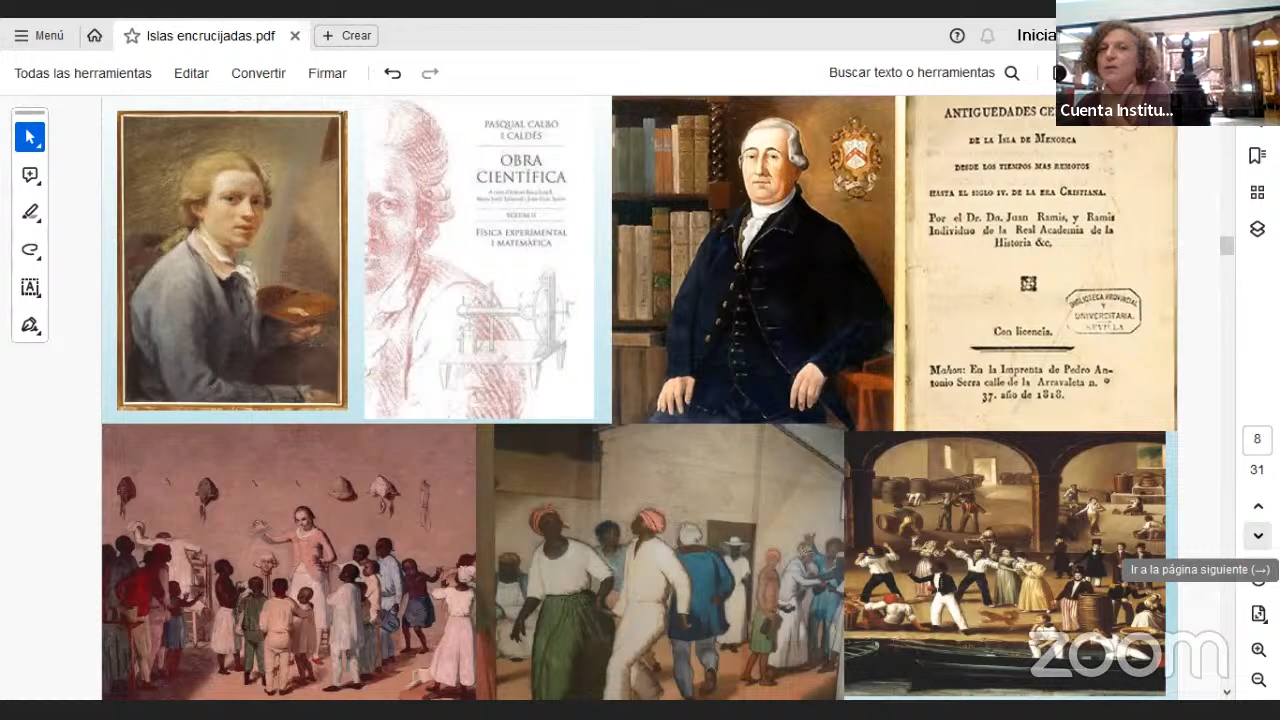 Menú
Islas encrucijadas.pdf
Crear
Inicia
Todas las herramientas
Editar
Convertir
Firmar
Buscar texto o herramientas
Cuenta Institu...
PASQUAL CALBÓ
I CALDÉS
OBRA
CIENTÍFICA
VOLUM II
FÍSICA EXPERIMENTAL
I MATEMÀTICA
ANTIGUEDADES CE
DE LA ISLA DE MENORCA
DESDE LOS TIEMPOS MAS REMOTOS
HASTA EL SIGLO IV. DE LA ERA CRISTIANA.
Por el Dr. Dn. Juan Ramis, y Ramis
Individuo de la Real Academia de la
Historia &c.
BIBLIOTECA PROVINCIAL
Y
UNIVERSITARIA.
SEVILLA
Con licencia.
Mahon: En la Imprenta de Pedro An-
tonio Serra calle de la Arravaleta n.º
37. año de 1818.
8
31
Ir a la página siguiente (→)
zoom